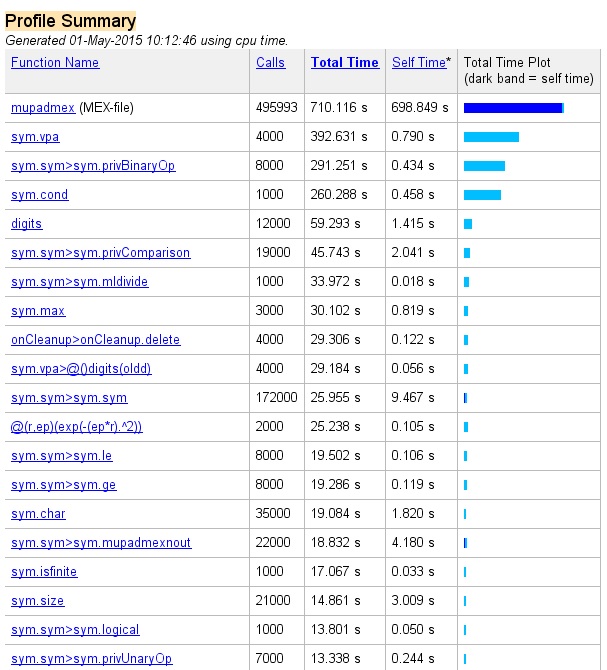 Profile Summary
Generated 01-May-2015 10:12:46 using cpu time.
Function Name Calls Total Time Self Time* Total Time Plot
(dark band = self time)
mupadmex (MEX-file) 495993 710.116 s 698.849 s
sym.vpa 4000 392.631 s 0.790 s
sym.sym>sym.privBinaryOp 8000 291.251 s 0.434 s
sym.cond 1000 260.288 s 0.458 s
digits 12000 59.293 s 1.415 s
sym.sym>sym.privComparison 19000 45.743 s 2.041 s
sym.sym>sym.mldivide 1000 33.972 s 0.018 s
sym.max 3000 30.102 s 0.819 s
onCleanup>onCleanup.delete 4000 29.306 s 0.122 s
sym.vpa>@()digits(oldd) 4000 29.184 s 0.056 s
sym.sym>sym.sym 172000 25.955 s 9.467 s
@(r,ep)(exp(-(ep*r).^2)) 2000 25.238 s 0.105 s
sym.sym>sym.le 8000 19.502 s 0.106 s
sym.sym>sym.ge 8000 19.286 s 0.119 s
sym.char 35000 19.084 s 1.820 s
sym.sym>sym.mupadmexnout 22000 18.832 s 4.180 s
sym.isfinite 1000 17.067 s 0.033 s
sym.size 21000 14.861 s 3.009 s
sym.sym>sym.logical 1000 13.801 s 0.050 s
sym.sym>sym.privUnaryOp 7000 13.338 s 0.244 s